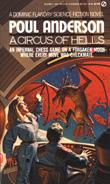 A DOMINIC FLANDRY SCIENCE FICTION NOVEL
POUL ANDERSON
A CIRCUS OF HELLS
AN INFERNAL CHESS GAME ON A FORSAKEN MOON
WHERE EVERY MOVE WAS CHECKMATE.